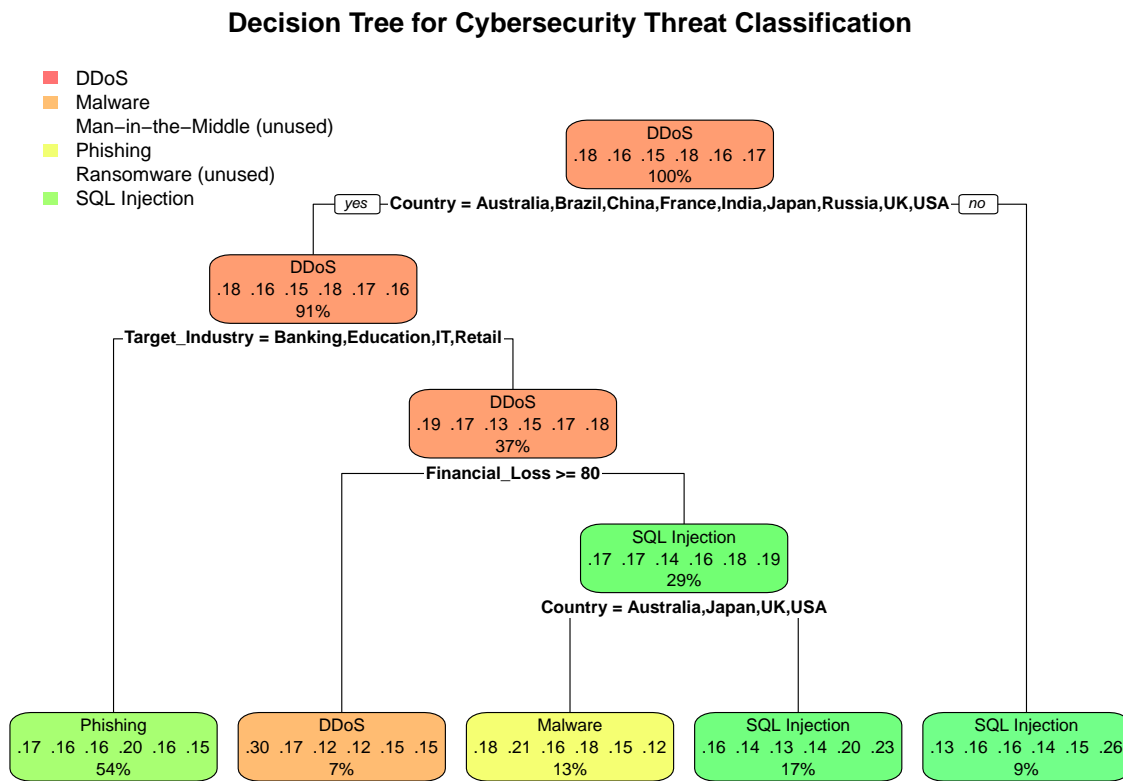 Decision Tree for Cybersecurity Threat Classification
DDoS
Malware
Man−in−the−Middle (unused)
Phishing
Ransomware (unused)
SQL Injection
DDoS
.18 .16 .15 .18 .16 .17
100%
yes Country = Australia,Brazil,China,France,India,Japan,Russia,UK,USA no
DDoS
.18 .16 .15 .18 .17 .16
91%
Target_Industry = Banking,Education,IT,Retail
DDoS
.19 .17 .13 .15 .17 .18
37%
Financial_Loss >= 80
SQL Injection
.17 .17 .14 .16 .18 .19
29%
Country = Australia,Japan,UK,USA
Phishing
.17 .16 .16 .20 .16 .15
54%
DDoS
.30 .17 .12 .12 .15 .15
7%
Malware
.18 .21 .16 .18 .15 .12
13%
SQL Injection
.16 .14 .13 .14 .20 .23
17%
SQL Injection
.13 .16 .16 .14 .15 .26
9%